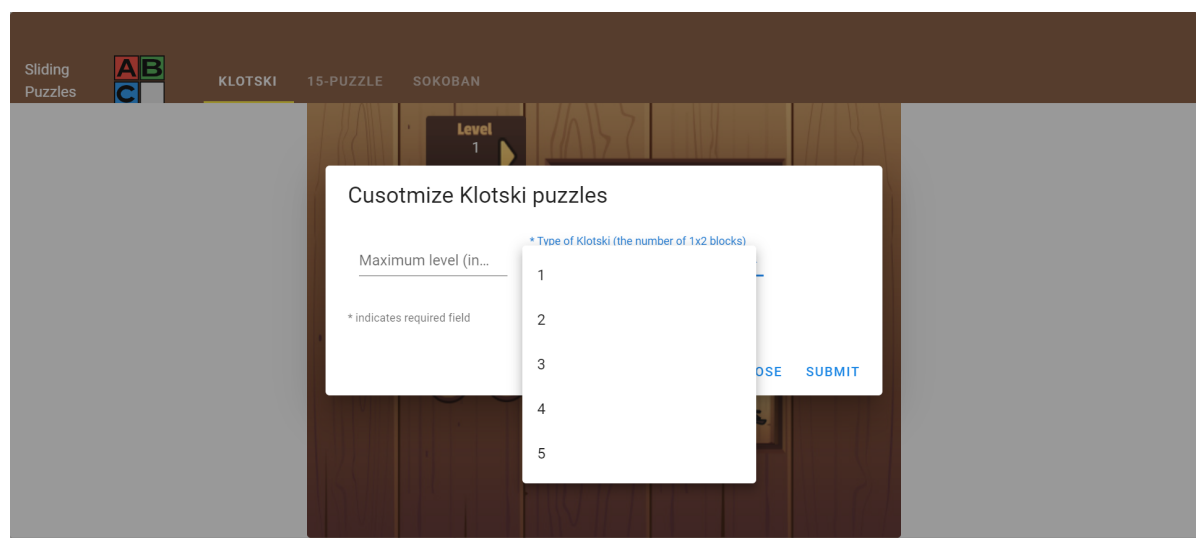 Sliding
Puzzles
A B
C
KLOTSKI
15-PUZZLE
SOKOBAN
Level
1
Cusotmize Klotski puzzles
* Type of Klotski (the number of 1x2 blocks)
Maximum level (in...
1
2
3
4
5
* indicates required field
OSE
SUBMIT